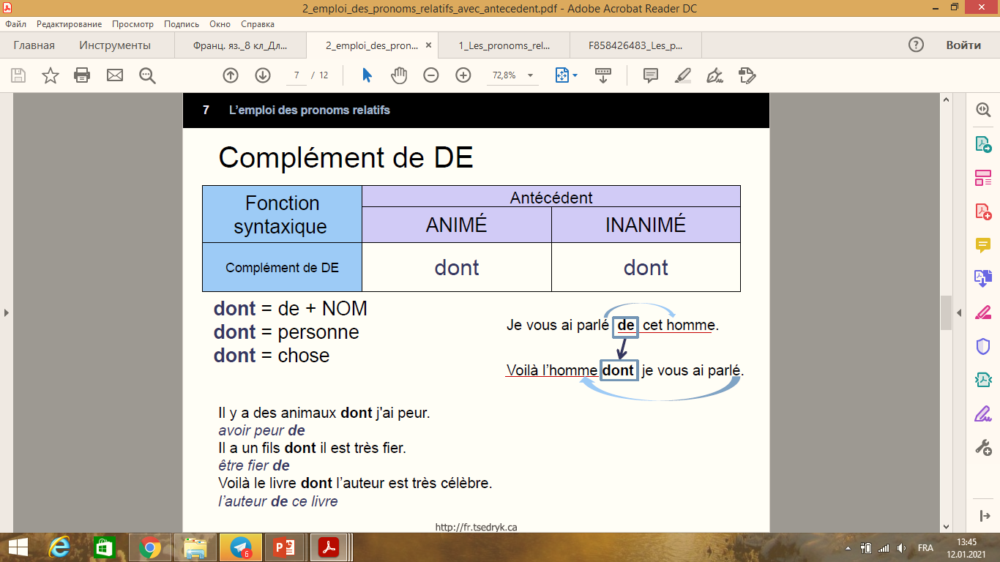 2_emploi_des_pronoms_relatifs_avec_antecedent.pdf - Adobe Acrobat Reader DC
Файл Редактирование Просмотр Подпись Окно Справка
Главная Инструменты Франц. яз._8 кл_Дл... 2_emploi_des_pron... 1_Les_pronoms_rel... F858426483_Les_p... Войти
7 / 12 72,8%
7 L'emploi des pronoms relatifs
Complément de DE
Fonction syntaxique
Antécédent
ANIMÉ INANIMÉ
Complément de DE dont dont
dont = de + NOM
dont = personne
dont = chose
Je vous ai parlé de cet homme.
Voilà l'homme dont je vous ai parlé.
Il y a des animaux dont j'ai peur.
avoir peur de
Il a un fils dont il est très fier.
être fier de
Voilà le livre dont l'auteur est très célèbre.
l'auteur de ce livre
http://fr.tsedryk.ca
6
FRA
13:45
12.01.2021